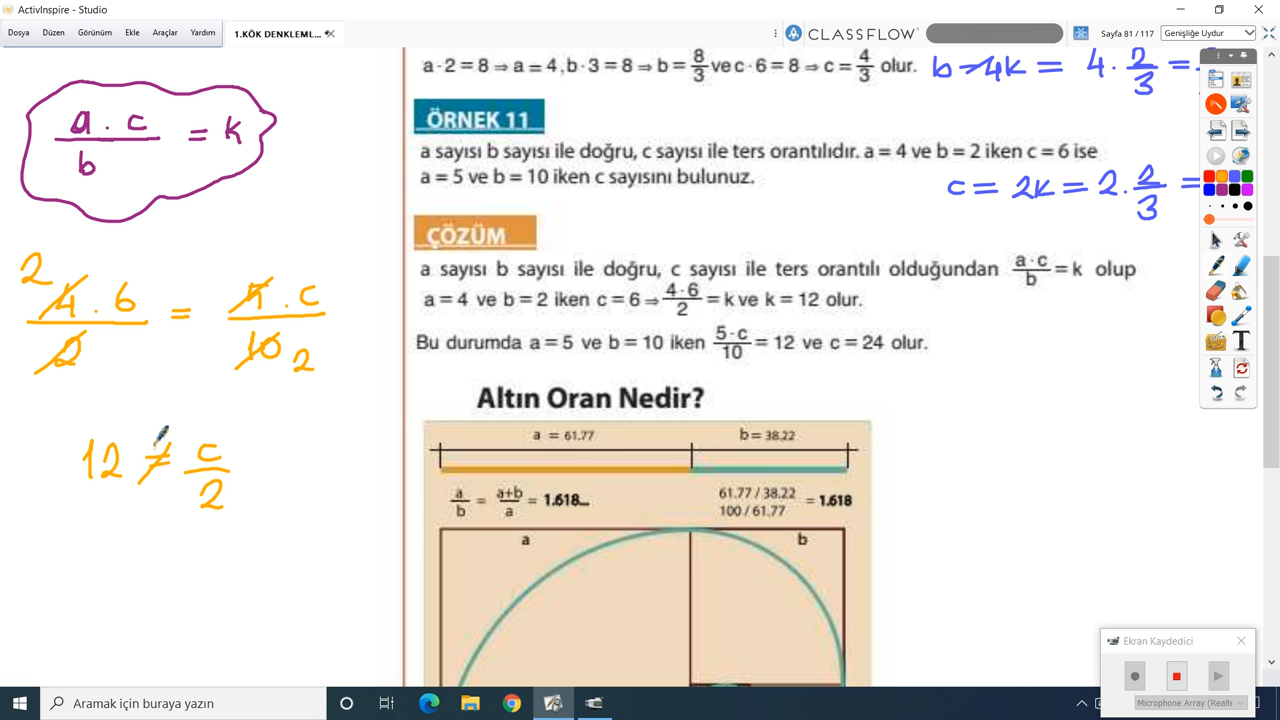 ActivInspire - Studio
Dosya Düzen Görünüm Ekle Araçlar Yardım
1.KÖK DENKLEML...
CLASSFLOW
Sayfa 81 / 117
Genişliğe Uydur
a · 2 = 8 ⇒ a = 4, b · 3 = 8 ⇒ b = 8/3 ve c · 6 = 8 ⇒ c = 4/3 olur.
b = 4k = 4 . 2/3 =
a . c / b = k
ÖRNEK 11
a sayısı b sayısı ile doğru, c sayısı ile ters orantılıdır. a = 4 ve b = 2 iken c = 6 ise
a = 5 ve b = 10 iken c sayısını bulunuz.
c = 2k = 2 . 2/3 =
ÇÖZÜM
a sayısı b sayısı ile doğru, c sayısı ile ters orantılı olduğundan a · c / b = k olup
a = 4 ve b = 2 iken c = 6 ⇒ 4 · 6 / 2 = k ve k = 12 olur.
Bu durumda a = 5 ve b = 10 iken 5 · c / 10 = 12 ve c = 24 olur.
2 4 . 6 / 2 = . c / 10 2
12 = c / 2
Altın Oran Nedir?
a = 61.77 b = 38.22
a/b = a+b/a = 1.618...
61.77 / 38.22
100 / 61.77
= 1.618
a b
Ekran Kaydedici
Microphone Array (Realt
Aramak için buraya yazın